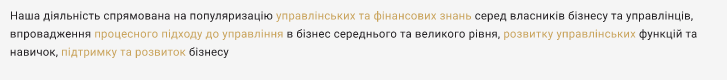 Наша діяльність спрямована на популяризацію управлінських та фінансових знань серед власників бізнесу та управлінців,
впровадження процесного підходу до управління в бізнес середнього та великого рівня, розвитку управлінських функцій та
навичок, підтримку та розвиток бізнесу